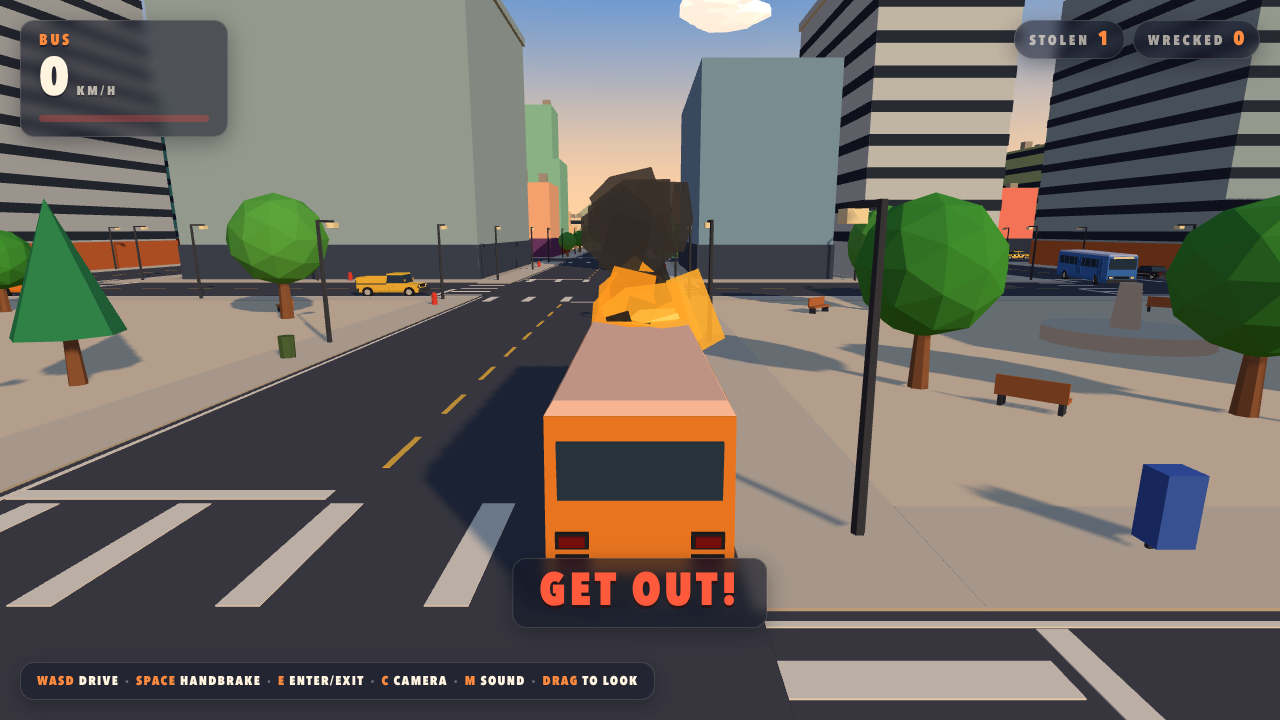 BUS
0 KM/H
STOLEN 1
WRECKED 0
GET OUT!
WASD DRIVE · SPACE HANDBRAKE · E ENTER/EXIT · C CAMERA · M SOUND · DRAG TO LOOK